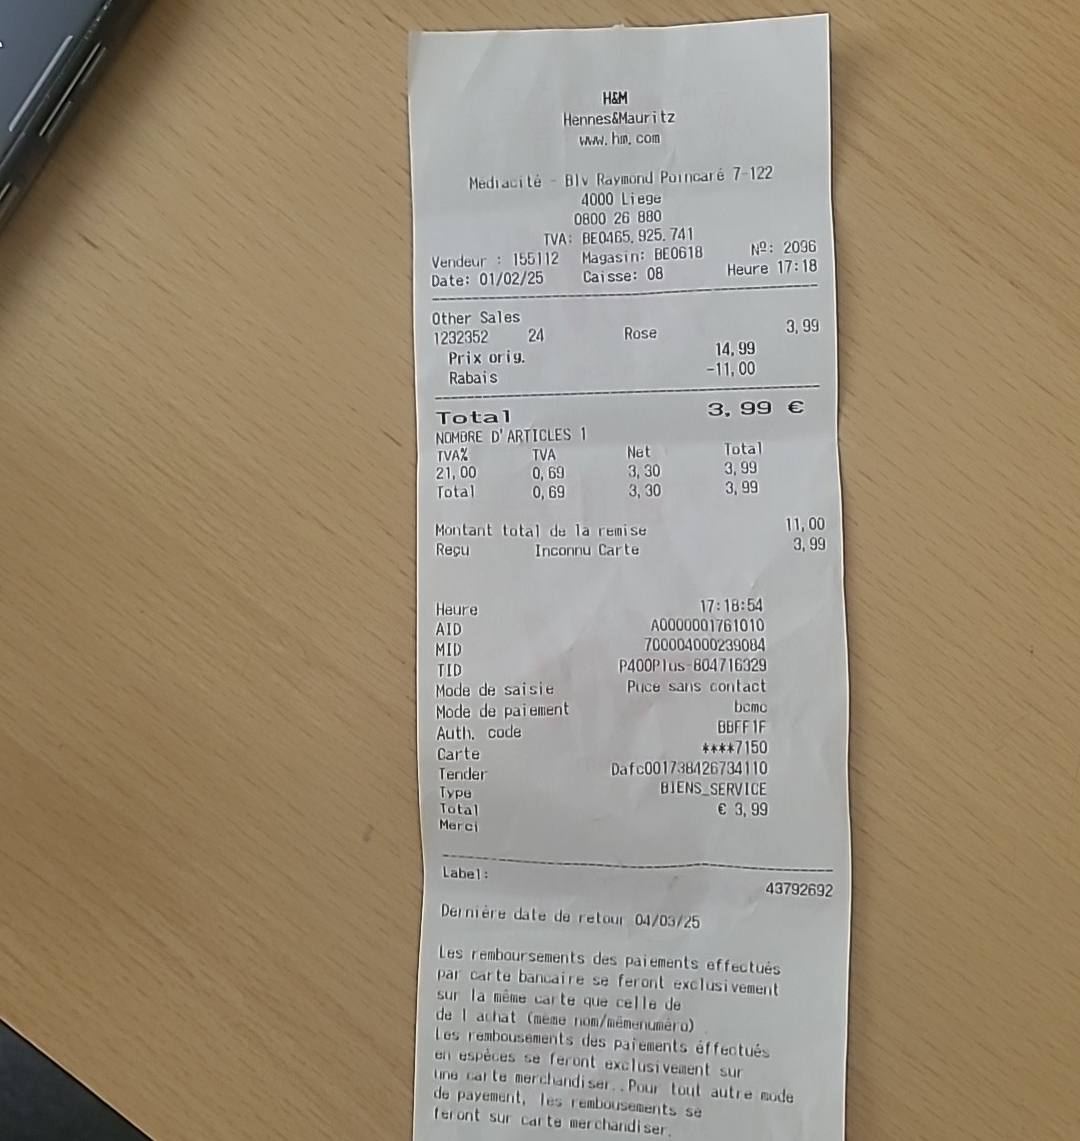 H&M
Hennes&Mauritz
www.hm.com
Médiacité - Blv Raymond Poincaré 7-122
4000 Liege
0800 26 880
TVA: BE0465.925.741
Vendeur : 155112 Magasin: BE0618 Nº: 2096
Date: 01/02/25 Caisse: 08 Heure 17:18
Other Sales
1232352 24 Rose 3,99
Prix orig. 14,99
Rabais -11,00
Total 3,99 €
NOMBRE D'ARTICLES 1
TVA% TVA Net Total
21,00 0,69 3,30 3,99
Total 0,69 3,30 3,99
Montant total de la remise 11,00
Reçu Inconnu Carte 3,99
Heure 17:18:54
AID A0000001761010
MID 700004000239084
TID P400Plus-804716329
Mode de saisie Puce sans contact
Mode de paiement bcmc
Auth. code BBFF1F
Carte ****7150
Tender Dafc001738426734110
Type BIENS_SERVICE
Total € 3,99
Merci
Label:
43792692
Dernière date de retour 04/03/25
Les remboursements des paiements effectués
par carte bancaire se feront exclusivement
sur la même carte que celle de
de l achat (même nom/mêmenuméro)
Les rembousements des paiements éffectués
en espèces se feront exclusivement sur
une carte merchandiser..Pour tout autre mode
de payement, les rembousements se
feront sur carte merchandiser.